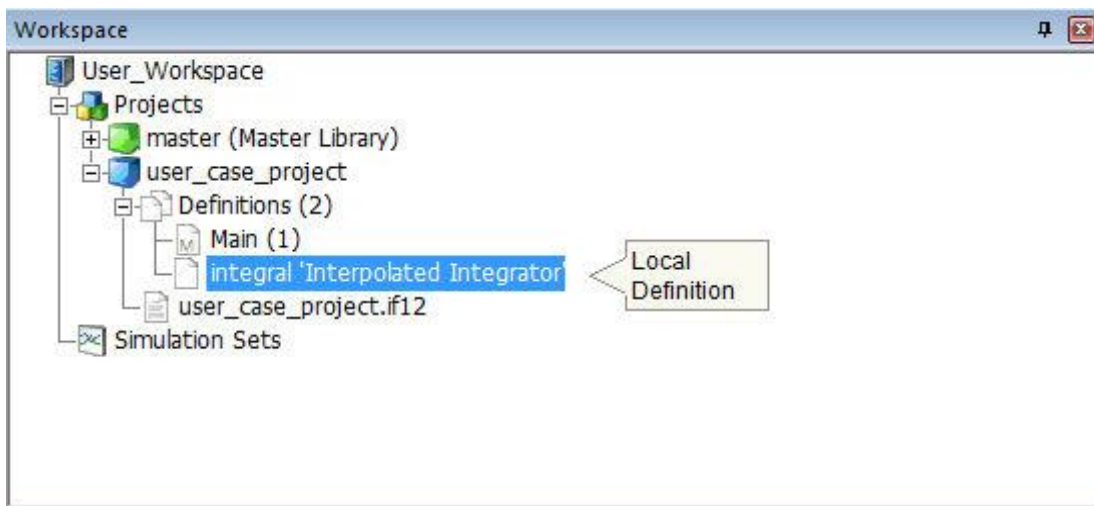 Workspace
User_Workspace
Projects
master (Master Library)
user_case_project
Definitions (2)
Main (1)
integral 'Interpolated Integrator'
Local
Definition
user_case_project.if12
Simulation Sets